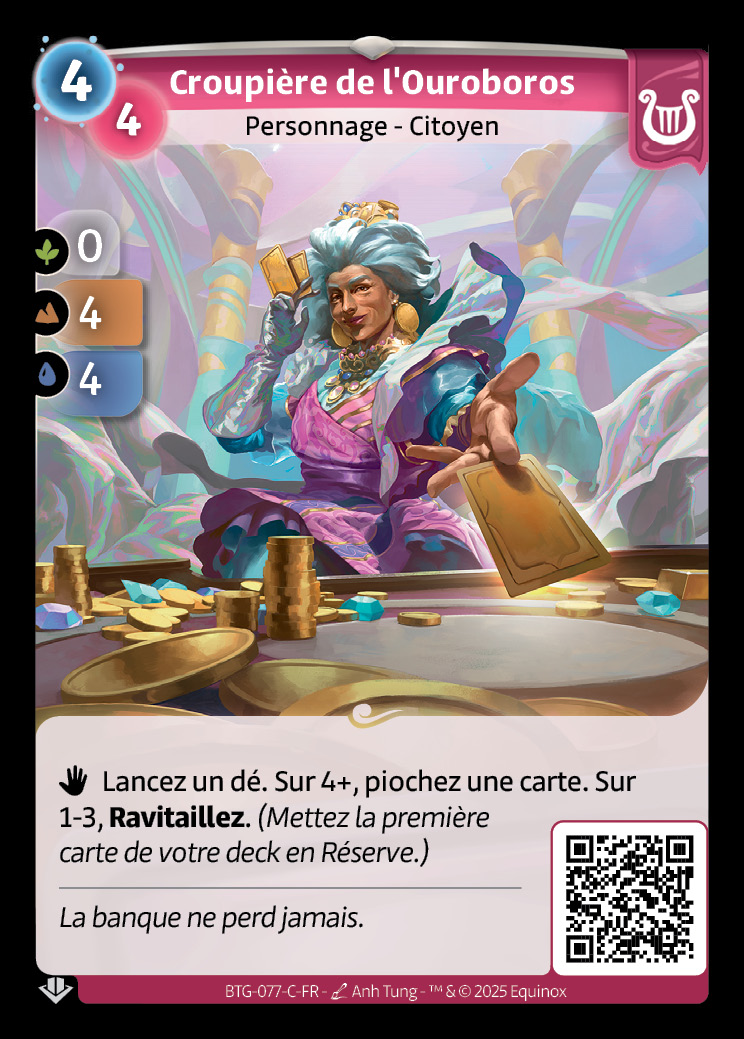 4
Croupière de l'Ouroboros
4
Personnage - Citoyen
0
4
4
Lancez un dé. Sur 4+, piochez une carte. Sur
1-3, Ravitaillez. (Mettez la première
carte de votre deck en Réserve.)
La banque ne perd jamais.
BTG-077-C-FR - Anh Tung - ™ & © 2025 Equinox